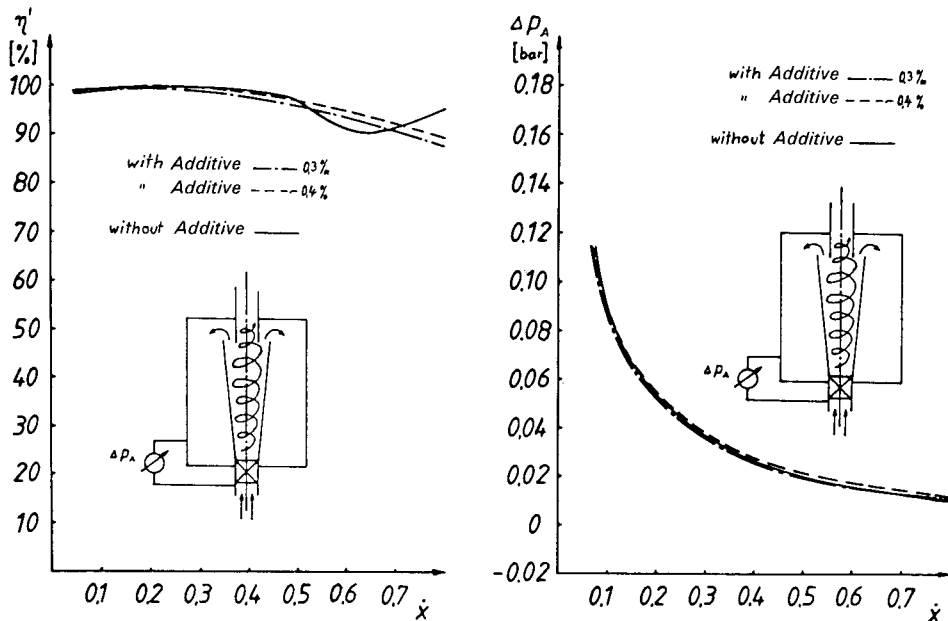 η'
[%]
100
90
80
70
60
50
40
30
20
10
with Additive 0,3‰
" Additive 0,4‰
without Additive
Δp_A
0,1 0,2 0,3 0,4 0,5 0,6 0,7
ẋ
Δp_A
[bar]
0,18
0,16
0,14
0,12
0,10
0,08
0,06
0,04
0,02
0
-0.02
with Additive 0,3‰
" Additive 0,4‰
without Additive
Δp_A
0,1 0,2 0,3 0,4 0,5 0,6 0,7
ẋ